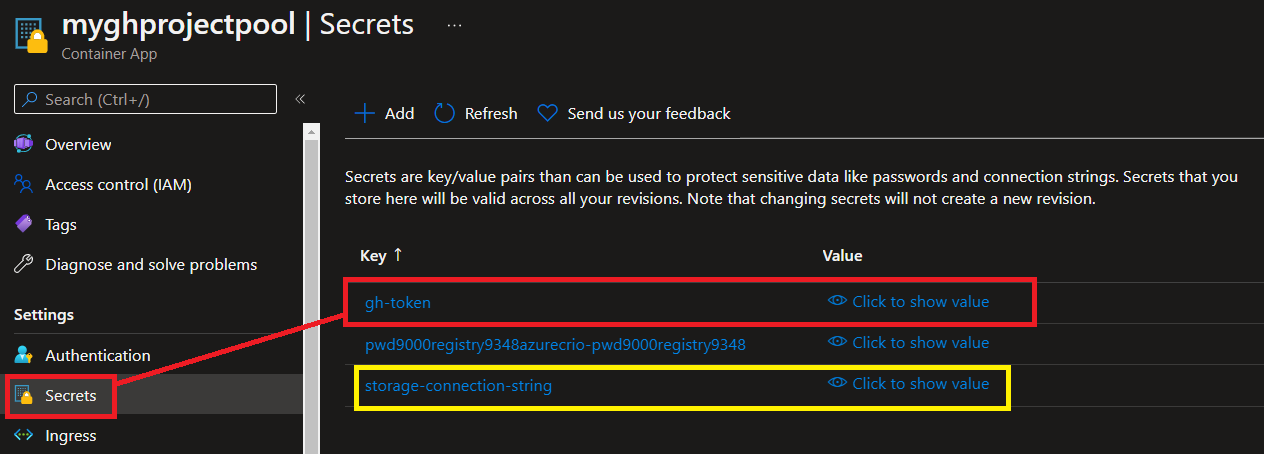 myghprojectpool | Secrets ...
Container App
Search (Ctrl+/)
«
Overview
Access control (IAM)
Tags
Diagnose and solve problems
Settings
Authentication
Secrets
Ingress
Add
Refresh
Send us your feedback
Secrets are key/value pairs than can be used to protect sensitive data like passwords and connection strings. Secrets that you
store here will be valid across all your revisions. Note that changing secrets will not create a new revision.
Key ↑ Value
gh-token Click to show value
pwd9000registry9348azurecrio-pwd9000registry9348 Click to show value
storage-connection-string Click to show value